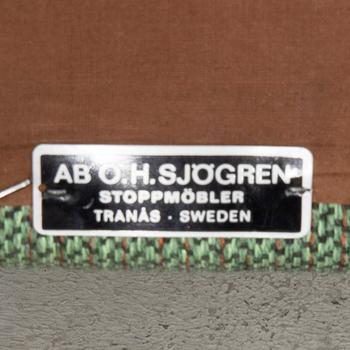 AB O.H. SJÖGREN
STOPPMÖBLER
TRANÅS · SWEDEN